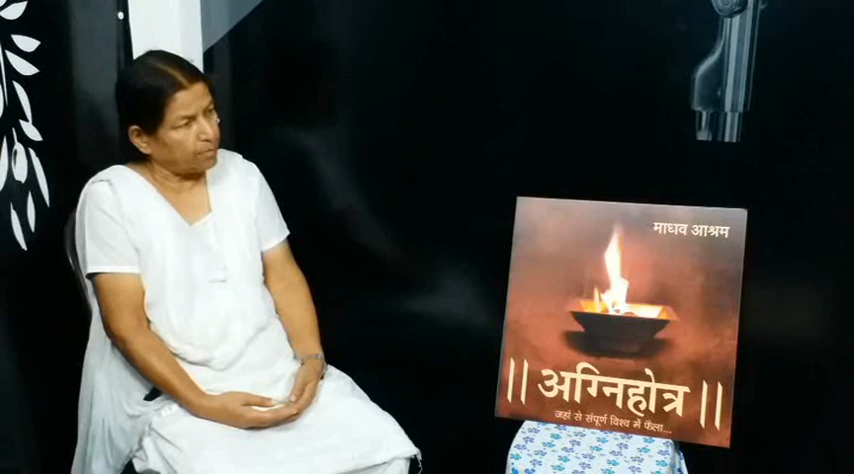 माधव आश्रम
|| अग्निहोत्र ||
जहां से संपूर्ण विश्व में फैला...